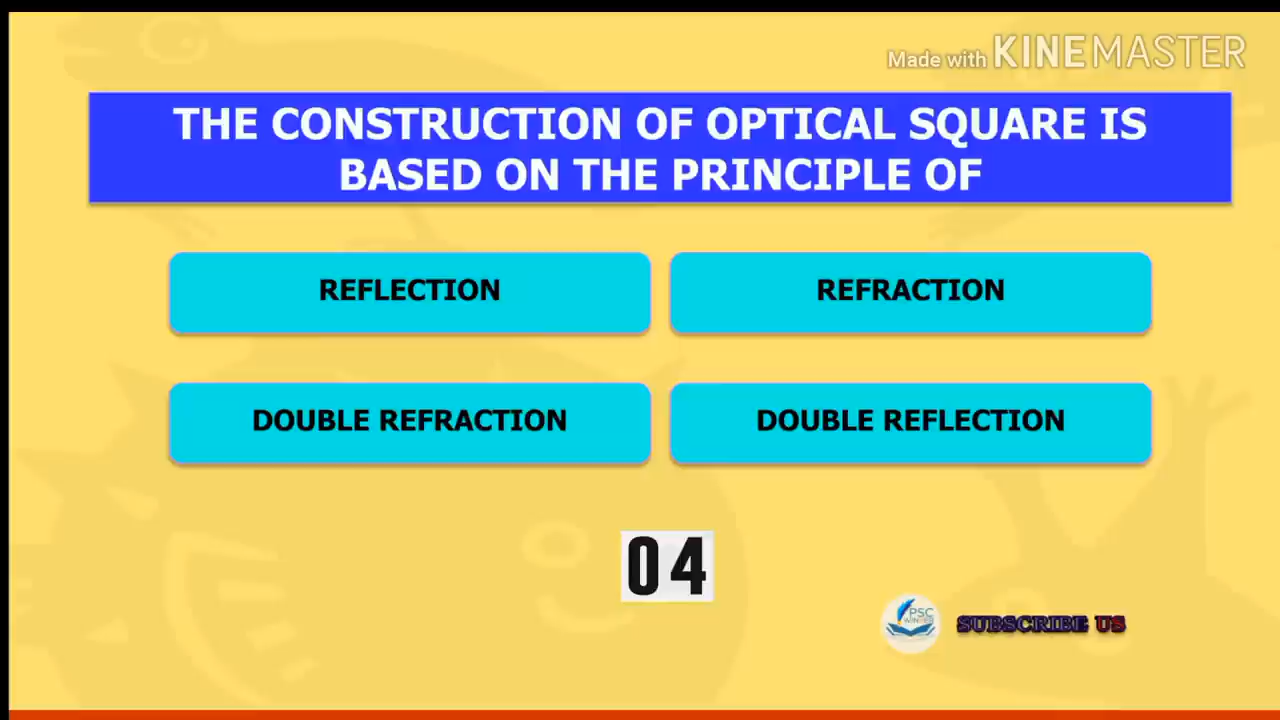 Made with KINEMASTER
THE CONSTRUCTION OF OPTICAL SQUARE IS
BASED ON THE PRINCIPLE OF
REFLECTION
REFRACTION
DOUBLE REFRACTION
DOUBLE REFLECTION
04
PSC
SUBSCRIBE US